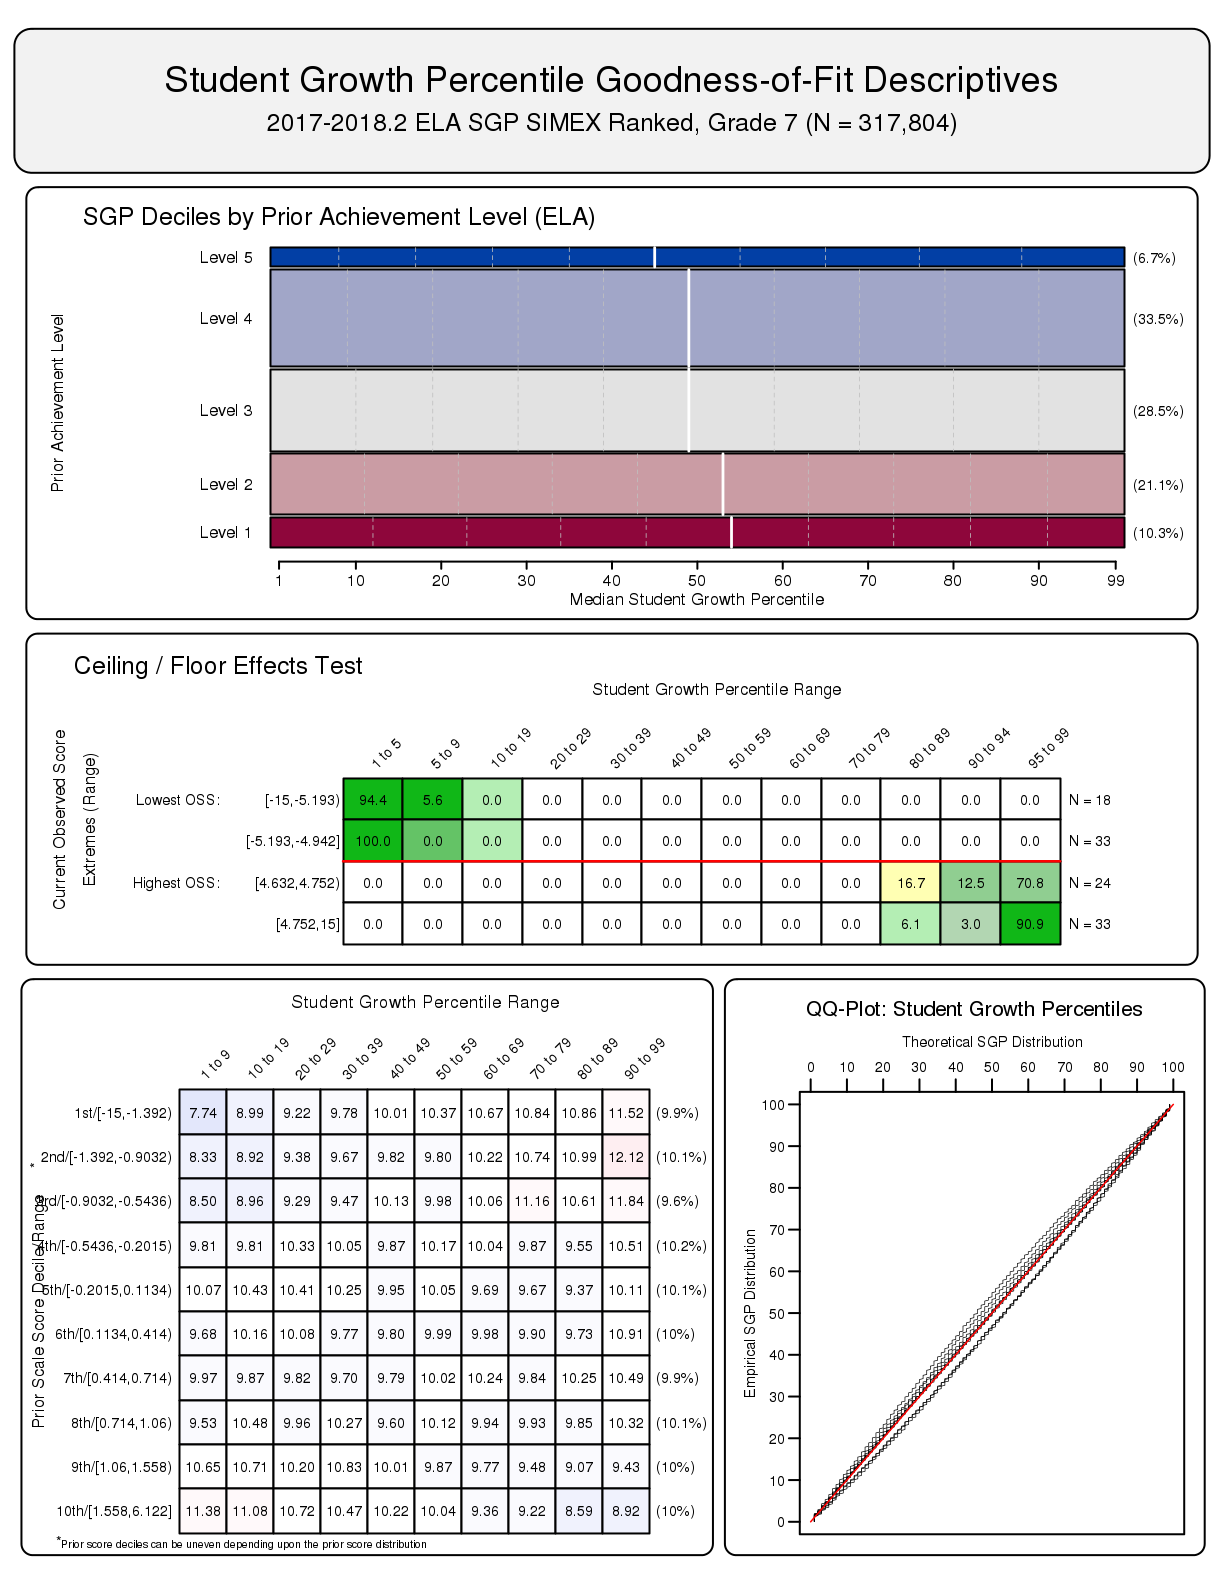 Student Growth Percentile Goodness-of-Fit Descriptives
2017-2018.2 ELA SGP SIMEX Ranked, Grade 7 (N = 317,804)
SGP Deciles by Prior Achievement Level (ELA)
Prior Achievement Level
Level 5 (6.7%)
Level 4 (33.5%)
Level 3 (28.5%)
Level 2 (21.1%)
Level 1 (10.3%)
1 10 20 30 40 50 60 70 80 90 99
Median Student Growth Percentile
Ceiling / Floor Effects Test
Student Growth Percentile Range
Current Observed Score
Extremes (Range)
1 to 5 5 to 9 10 to 19 20 to 29 30 to 39 40 to 49 50 to 59 60 to 69 70 to 79 80 to 89 90 to 94 95 to 99
Lowest OSS: [-15,-5.193) 94.4 5.6 0.0 0.0 0.0 0.0 0.0 0.0 0.0 0.0 0.0 0.0 N = 18
[-5.193,-4.942] 100.0 0.0 0.0 0.0 0.0 0.0 0.0 0.0 0.0 0.0 0.0 0.0 N = 33
Highest OSS: [4.632,4.752) 0.0 0.0 0.0 0.0 0.0 0.0 0.0 0.0 0.0 16.7 12.5 70.8 N = 24
[4.752,15] 0.0 0.0 0.0 0.0 0.0 0.0 0.0 0.0 0.0 6.1 3.0 90.9 N = 33
Student Growth Percentile Range
Prior Scale Score Decile/Range
*
1 to 9 10 to 19 20 to 29 30 to 39 40 to 49 50 to 59 60 to 69 70 to 79 80 to 89 90 to 99
1st/[-15,-1.392) 7.74 8.99 9.22 9.78 10.01 10.37 10.67 10.84 10.86 11.52 (9.9%)
2nd/[-1.392,-0.9032) 8.33 8.92 9.38 9.67 9.82 9.80 10.22 10.74 10.99 12.12 (10.1%)
3rd/[-0.9032,-0.5436) 8.50 8.96 9.29 9.47 10.13 9.98 10.06 11.16 10.61 11.84 (9.6%)
4th/[-0.5436,-0.2015) 9.81 9.81 10.33 10.05 9.87 10.17 10.04 9.87 9.55 10.51 (10.2%)
5th/[-0.2015,0.1134) 10.07 10.43 10.41 10.25 9.95 10.05 9.69 9.67 9.37 10.11 (10.1%)
6th/[0.1134,0.414) 9.68 10.16 10.08 9.77 9.80 9.99 9.98 9.90 9.73 10.91 (10%)
7th/[0.414,0.714) 9.97 9.87 9.82 9.70 9.79 10.02 10.24 9.84 10.25 10.49 (9.9%)
8th/[0.714,1.06) 9.53 10.48 9.96 10.27 9.60 10.12 9.94 9.93 9.85 10.32 (10.1%)
9th/[1.06,1.558) 10.65 10.71 10.20 10.83 10.01 9.87 9.77 9.48 9.07 9.43 (10%)
10th/[1.558,6.122] 11.38 11.08 10.72 10.47 10.22 10.04 9.36 9.22 8.59 8.92 (10%)
*Prior score deciles can be uneven depending upon the prior score distribution
QQ-Plot: Student Growth Percentiles
Theoretical SGP Distribution
0 10 20 30 40 50 60 70 80 90 100
Empirical SGP Distribution
100
90
80
70
60
50
40
30
20
10
0